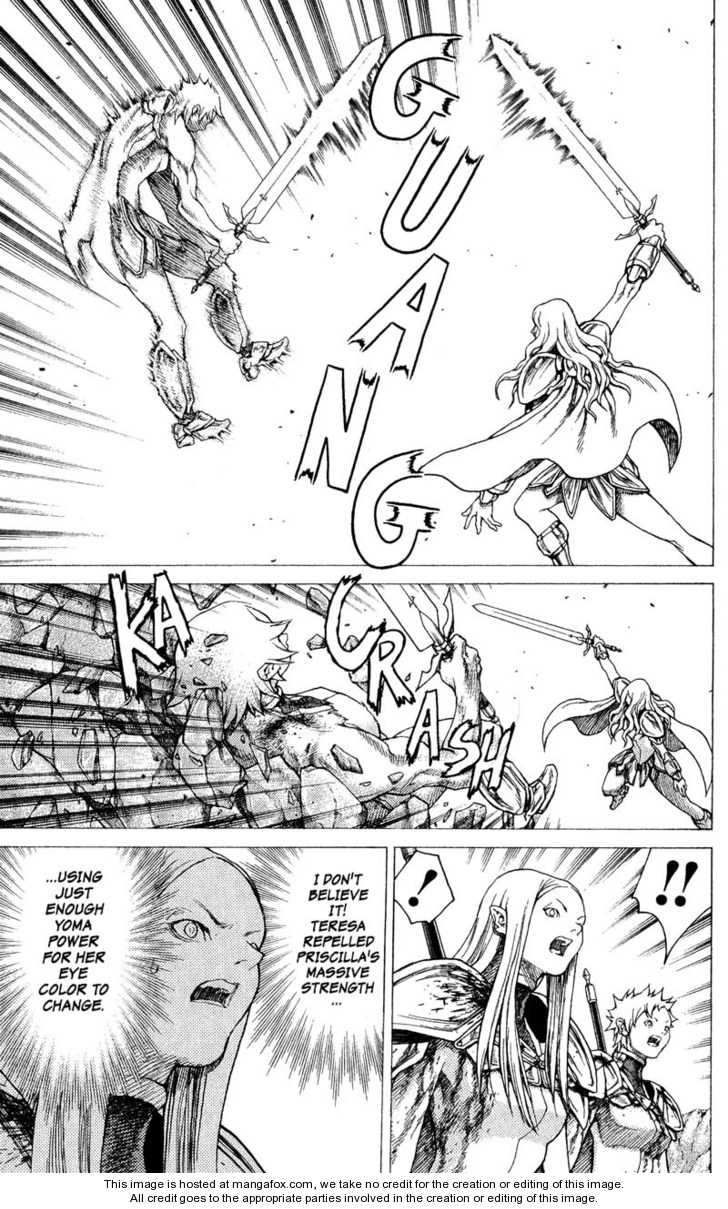 GUANG
KA
CRASH
!!
!
I DON'T
BELIEVE
IT!
TERESA
REPELLED
PRISCILLA'S
MASSIVE
STRENGTH
...
...USING
JUST
ENOUGH
YOMA
POWER
FOR HER
EYE
COLOR TO
CHANGE.
This image is hosted at mangafox.com, we take no credit for the creation or editing of this image.
All credit goes to the appropriate parties involved in the creation or editing of this image.